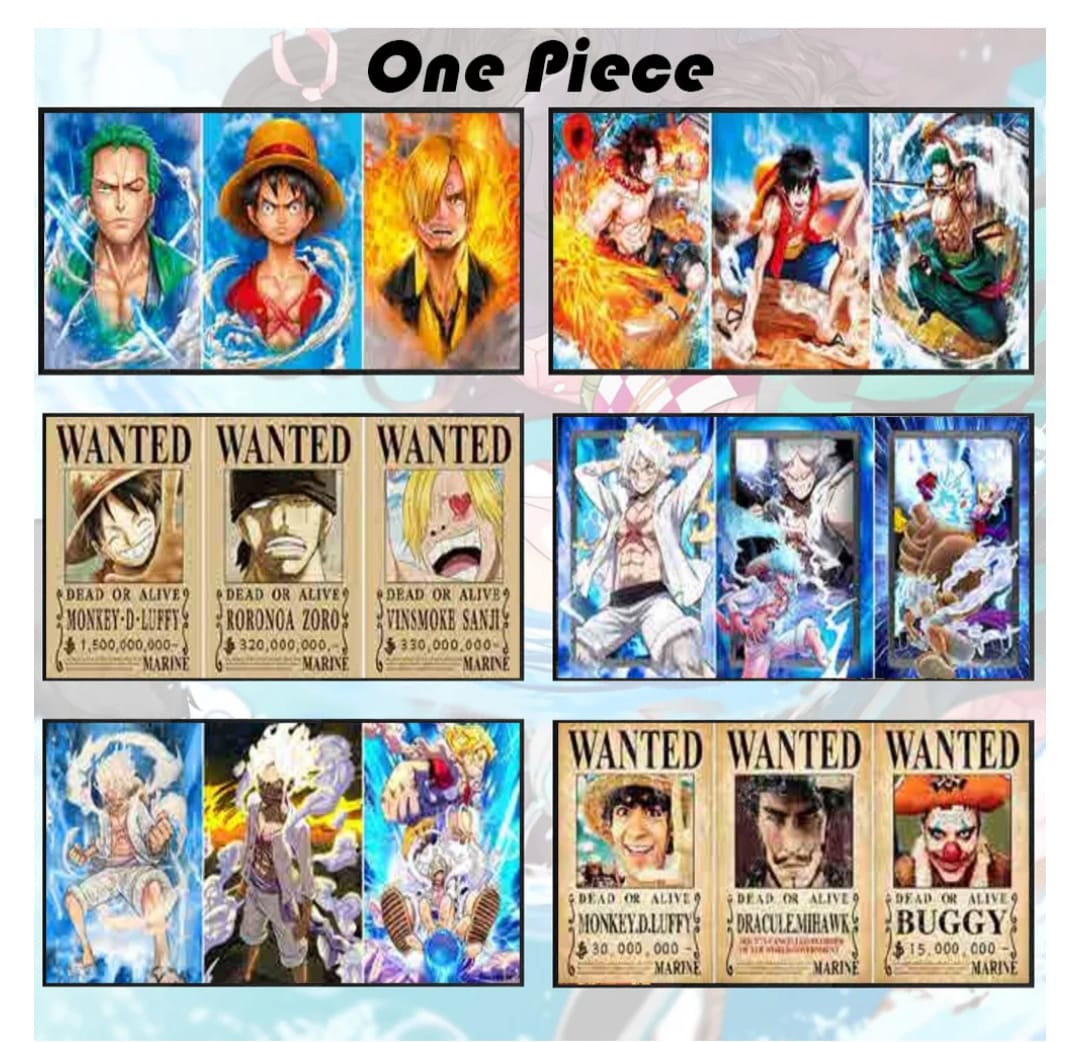 One Piece
WANTED
DEAD OR ALIVE
MONKEY·D·LUFFY
1,500,000,000-
MARINE
WANTED
DEAD OR ALIVE
RORONOA ZORO
320,000,000.-
MARINE
WANTED
DEAD OR ALIVE
VINSMOKE SANJI
330,000,000-
MARINE
WANTED
DEAD OR ALIVE
MONKEY.D.LUFFY
30.000.000-
MARINE
WANTED
DEAD OR ALIVE
DRACULE.MIHAWK
MARINE
WANTED
DEAD OR ALIVE
BUGGY
15.000.000-
MARINE